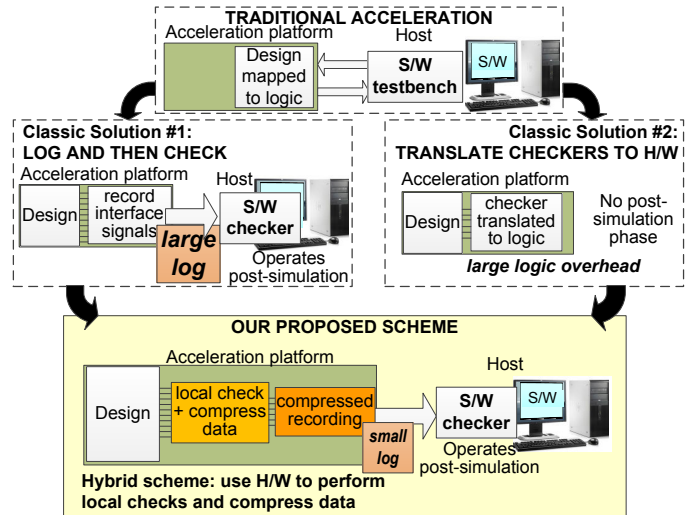 TRADITIONAL ACCELERATION
Acceleration platform
Host
Design
mapped
to logic
S/W
testbench
S/W
Classic Solution #1:
LOG AND THEN CHECK
Acceleration platform
Host
Design
record
interface
signals
S/W
checker
large
log
Operates
post-simulation
Classic Solution #2:
TRANSLATE CHECKERS TO H/W
Acceleration platform
Design
checker
translated
to logic
No post-
simulation
phase
large logic overhead
OUR PROPOSED SCHEME
Acceleration platform
Host
Design
local check
+ compress
data
compressed
recording
S/W
checker
S/W
small
log
Operates
post-simulation
Hybrid scheme: use H/W to perform
local checks and compress data